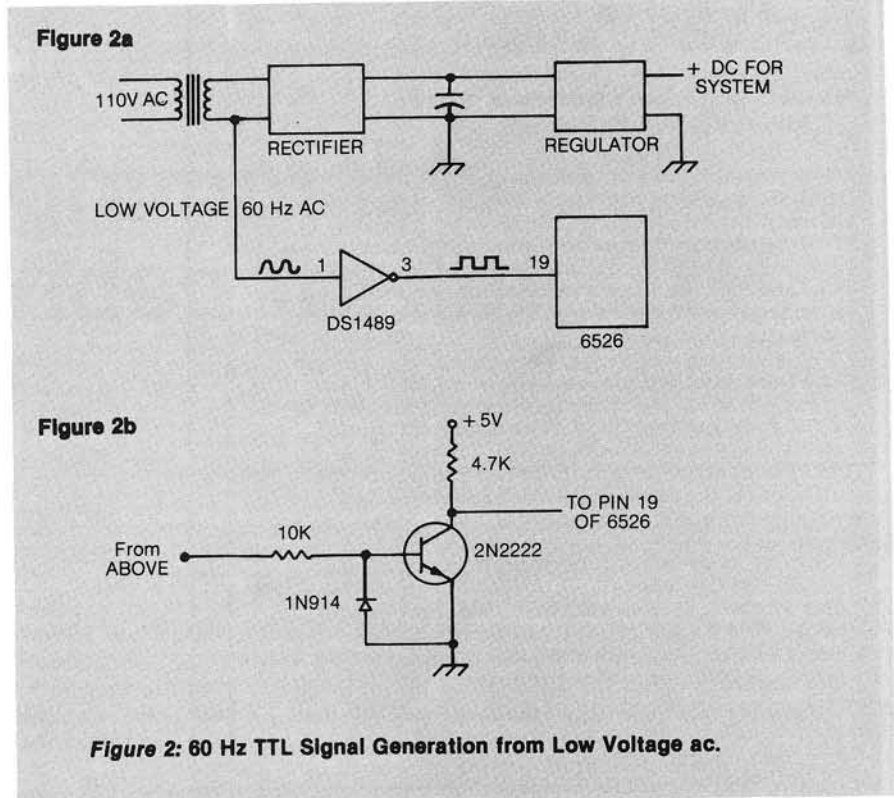 Figure 2a
110V AC
RECTIFIER
REGULATOR
+ DC FOR
SYSTEM
LOW VOLTAGE 60 Hz AC
1
3
19
DS1489
6526
Figure 2b
+ 5V
4.7K
TO PIN 19
OF 6526
From
ABOVE
10K
2N2222
1N914
Figure 2: 60 Hz TTL Signal Generation from Low Voltage ac.